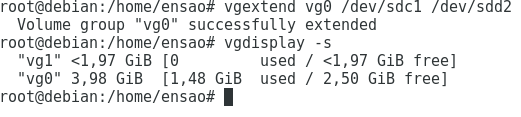 root@debian:/home/ensao# vgextend vg0 /dev/sdc1 /dev/sdd2
  Volume group "vg0" successfully extended
root@debian:/home/ensao# vgdisplay -s
  "vg1" <1,97 GiB [0         used / <1,97 GiB free]
  "vg0" 3,98 GiB  [1,48 GiB  used / 2,50 GiB free]
root@debian:/home/ensao#